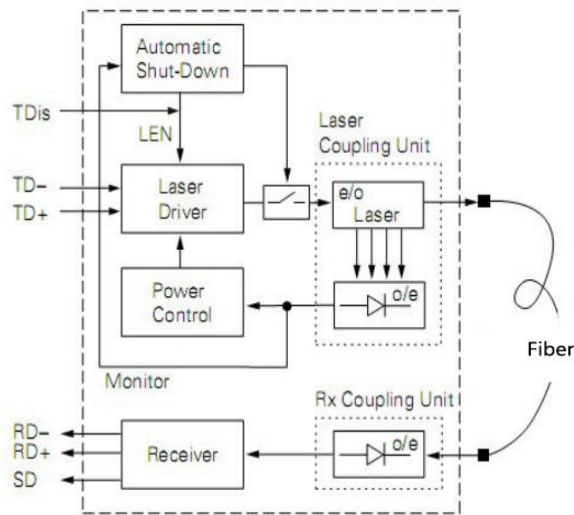 Automatic
Shut-Down
TDis
LEN
Laser
Coupling Unit
TD–
TD+
Laser
Driver
e/o
Laser
Power
Control
o/e
Fiber
Monitor
Rx Coupling Unit
RD–
RD+
SD
Receiver
o/e